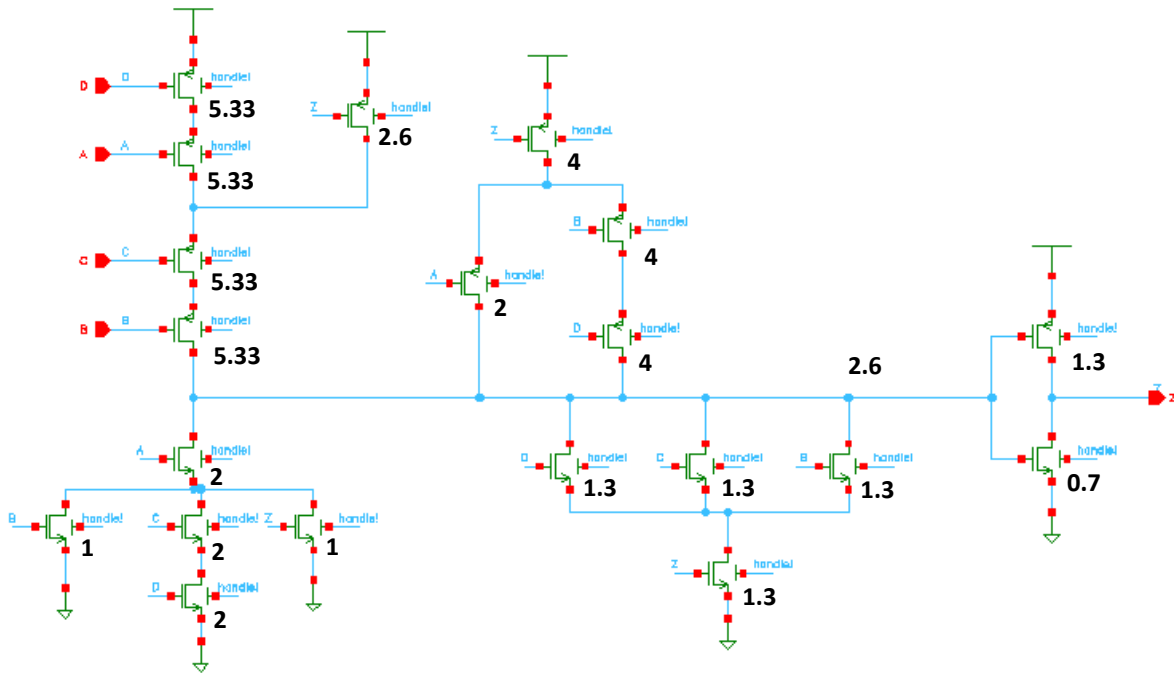 D D handle!
5.33
A A handle!
5.33
Z handle!
2.6
Z handle!
4
C handle!
5.33
B B handle!
5.33
B handle!
4
A handle!
2
D handle!
4
2.6
handle!
1.3
Z
handle!
0.7
A handle!
2
handle!
1.3
C handle!
1.3
B handle!
1.3
B handle!
1
C handle!
2
Z handle!
1
D handle!
2
Z handle!
1.3